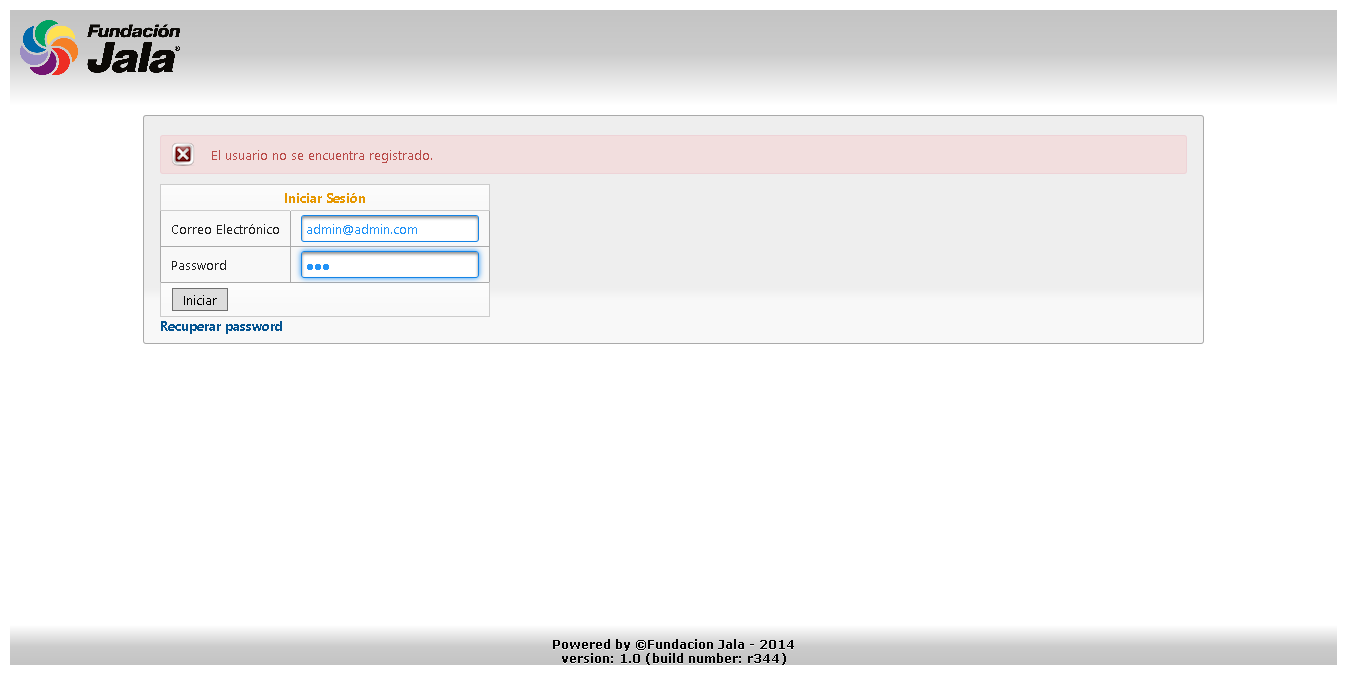 Fundación
Jala®
El usuario no se encuentra registrado.
Iniciar Sesión
Correo Electrónico admin@admin.com
Password •••
Iniciar
Recuperar password
Powered by ©Fundacion Jala - 2014
version: 1.0 (build number: r344)